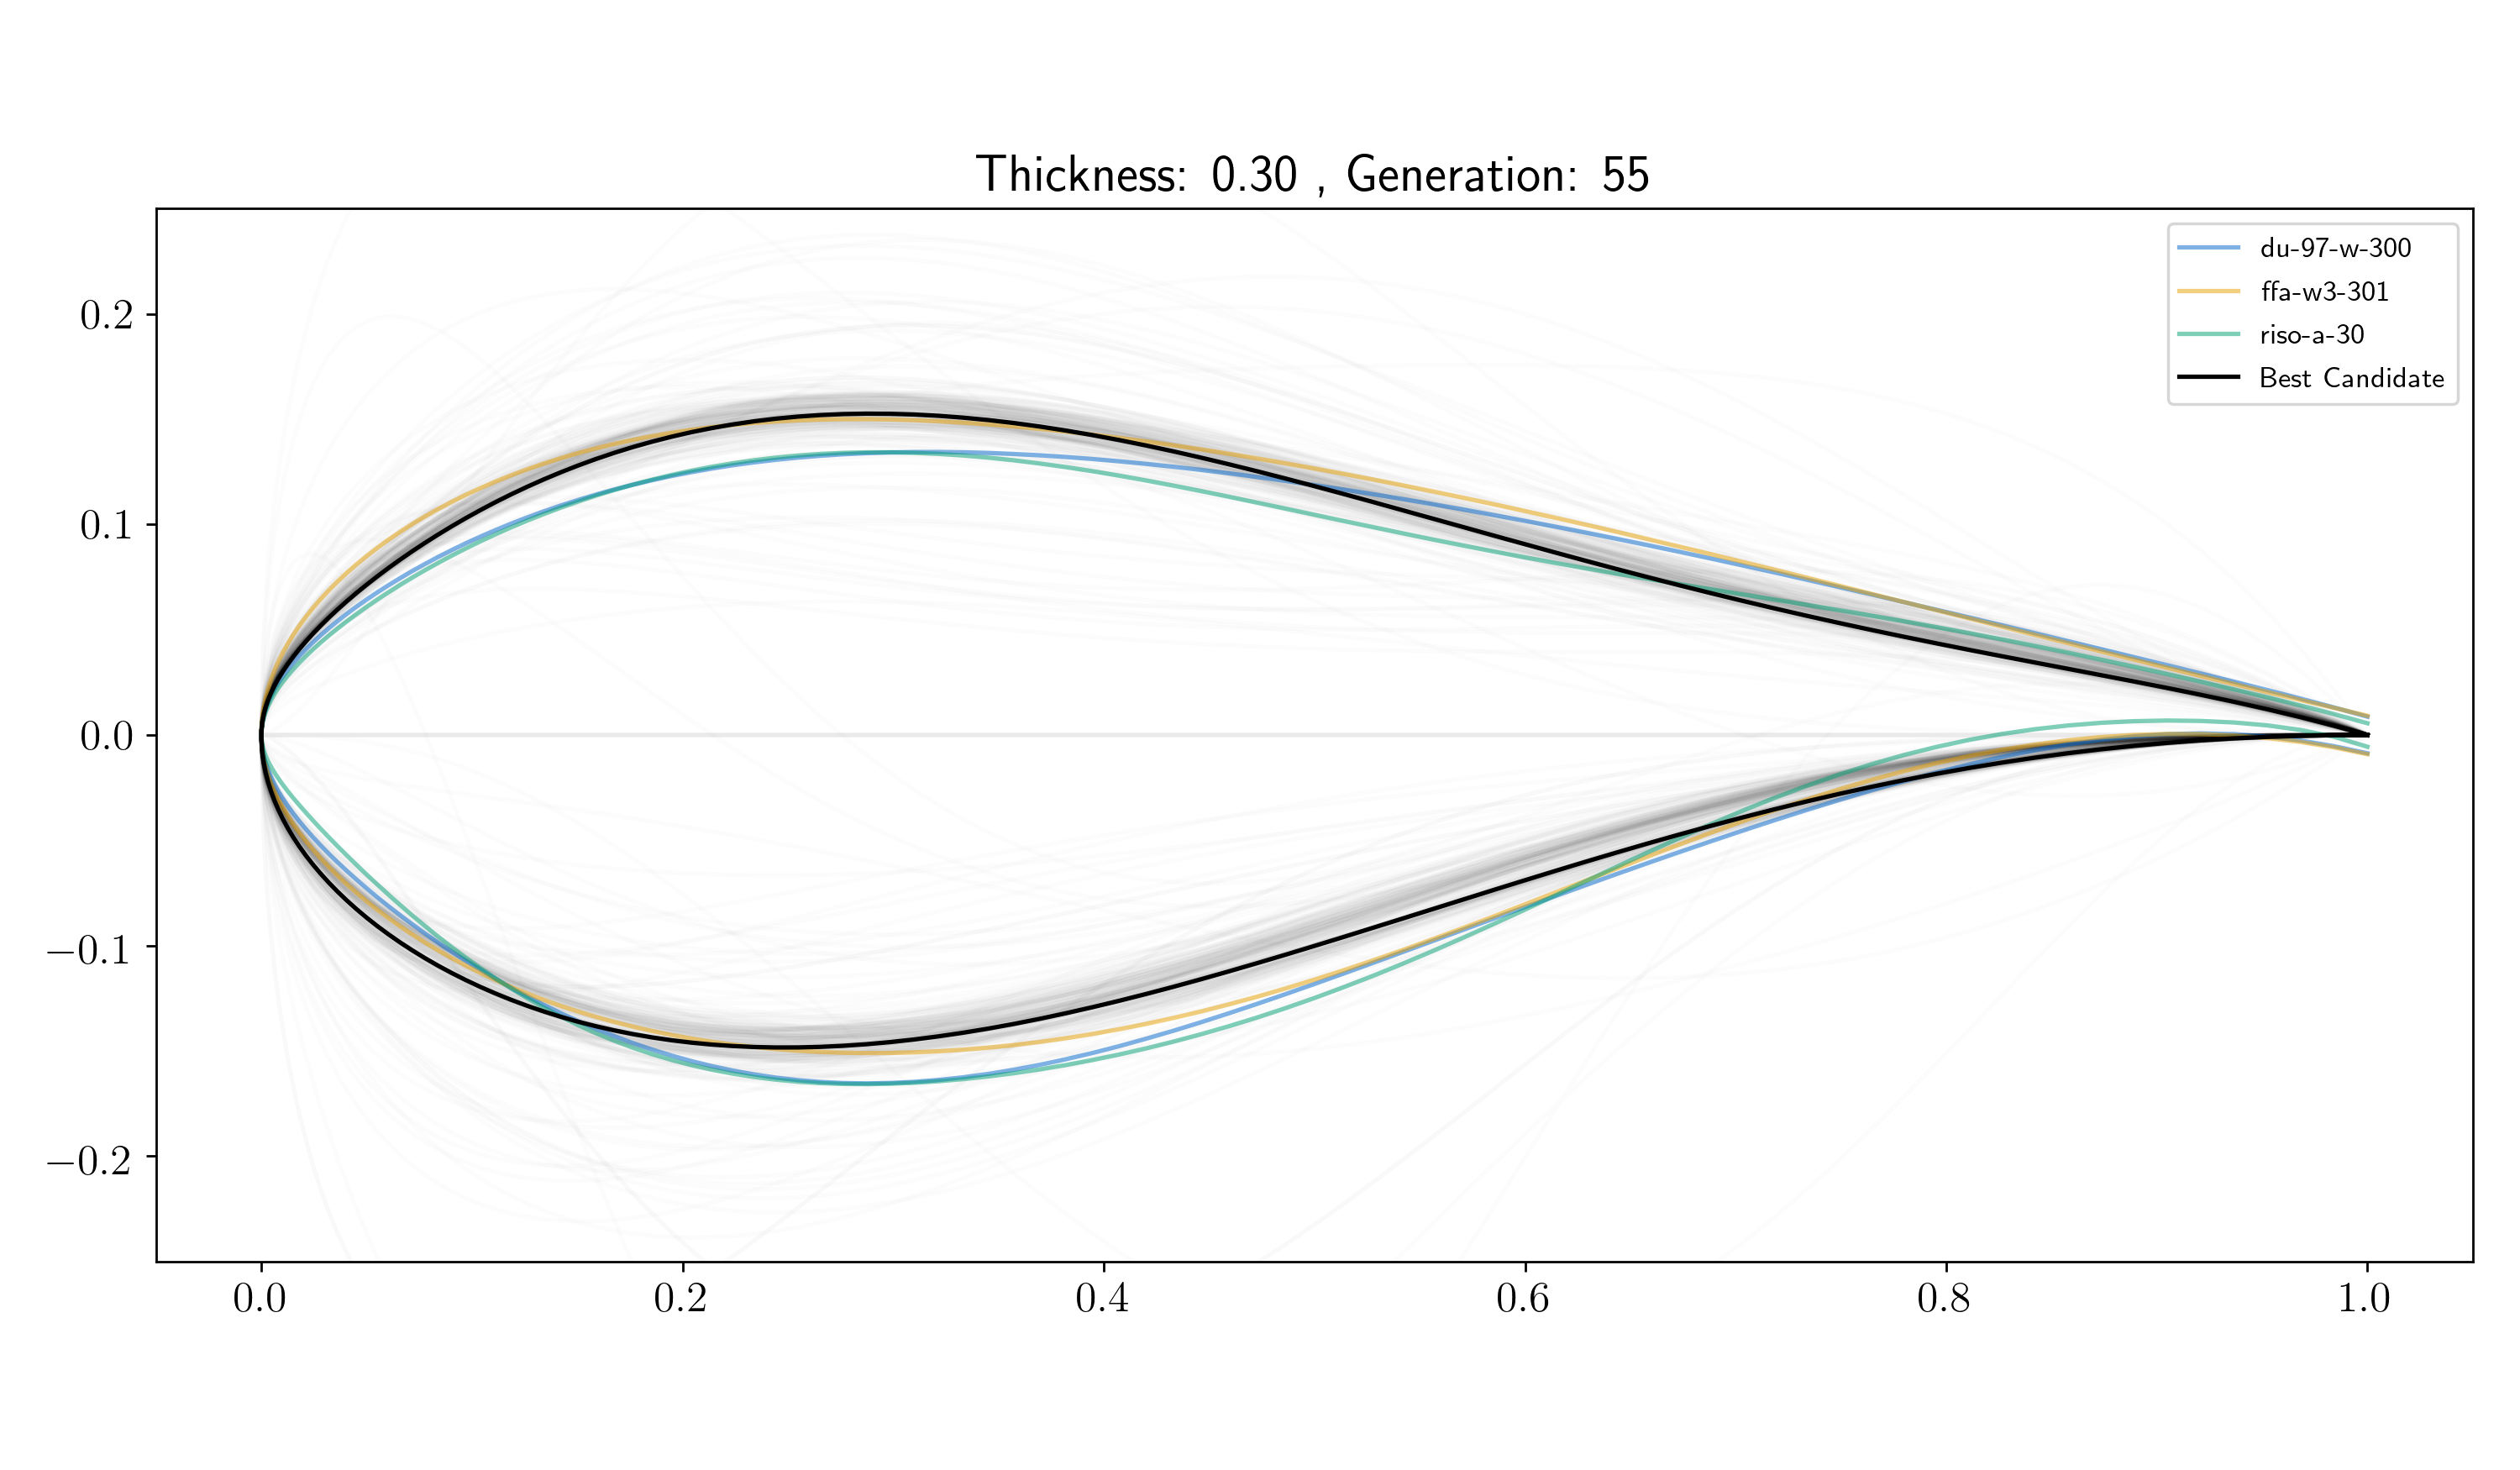 Thickness: 0.30 , Generation: 55
du-97-w-300
ffa-w3-301
riso-a-30
Best Candidate
0.2
0.1
0.0
−0.1
−0.2
0.0 0.2 0.4 0.6 0.8 1.0